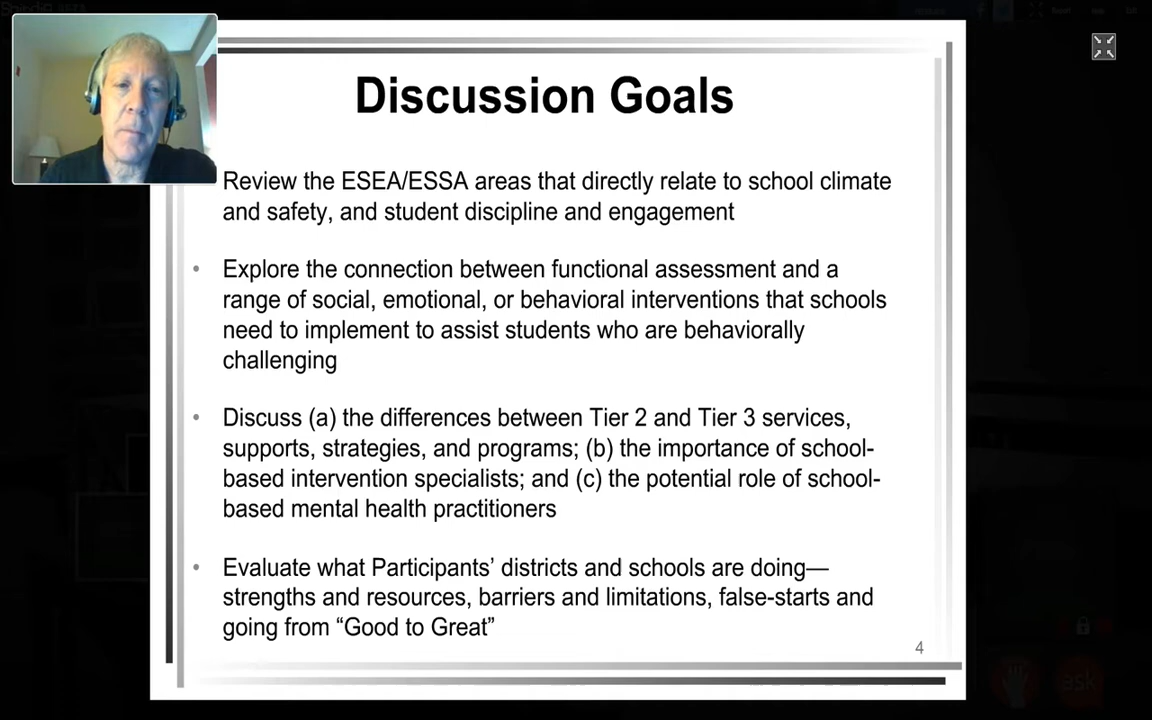 Discussion Goals
Review the ESEA/ESSA areas that directly relate to school climate
and safety, and student discipline and engagement
• Explore the connection between functional assessment and a
range of social, emotional, or behavioral interventions that schools
need to implement to assist students who are behaviorally
challenging
• Discuss (a) the differences between Tier 2 and Tier 3 services,
supports, strategies, and programs; (b) the importance of school-
based intervention specialists; and (c) the potential role of school-
based mental health practitioners
• Evaluate what Participants’ districts and schools are doing—
strengths and resources, barriers and limitations, false-starts and
going from “Good to Great”
4
ask